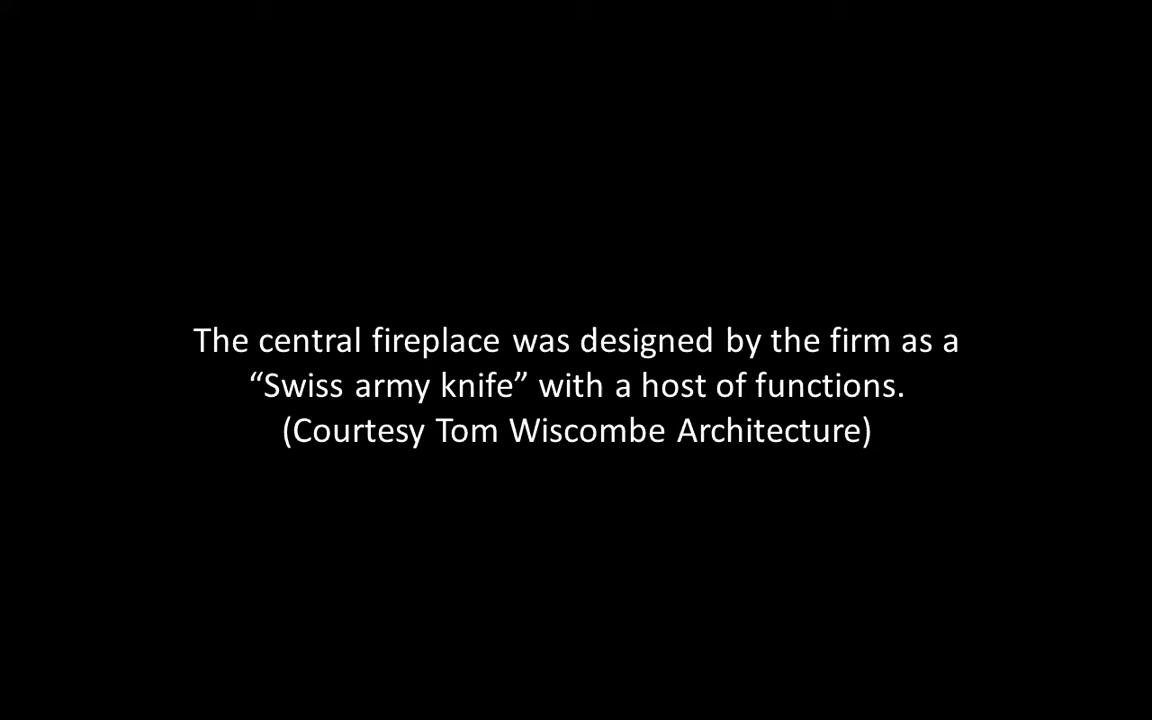 The central fireplace was designed by the firm as a
“Swiss army knife” with a host of functions.
(Courtesy Tom Wiscombe Architecture)